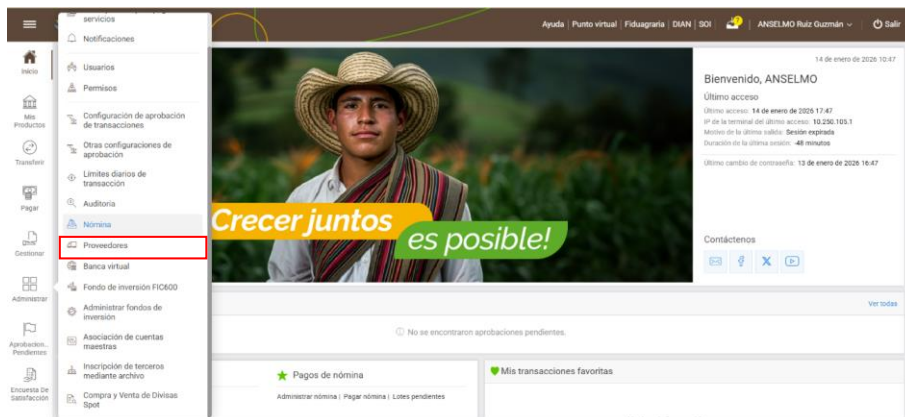 servicios
Notificaciones
Usuarios
Permisos
Configuración de aprobación
de transacciones
Otras configuraciones de
aprobación
Límites diarios de
transacción
Auditoria
Nómina
Proveedores
Banca virtual
Fondo de inversión FIC600
Administrar fondos de
inversión
Asociación de cuentas
maestras
Inscripción de terceros
mediante archivo
Compra y Venta de Divisas
Spot
Inicio
Mis
Productos
Transferir
Pagar
Gestionar
Administrar
Aprobacion...
Pendientes
Encuesta De
Satisfacción
Ayuda | Punto virtual | Fiduagraria | DIAN | SOI | ANSELMO Ruiz Guzmán Salir
Crecer juntos
es posible!
14 de enero de 2026 10:47
Bienvenido, ANSELMO
Último acceso
Último acceso: 14 de enero de 2026 17:47
IP de la terminal del último acceso: 10.250.105.1
Motivo de la última salida: Sesión expirada
Duración de la última sesión: -48 minutos
Último cambio de contraseña: 13 de enero de 2026 16:47
Contáctenos
Ver todas
No se encontraron aprobaciones pendientes.
Pagos de nómina
Administrar nómina | Pagar nómina | Lotes pendientes
Mis transacciones favoritas